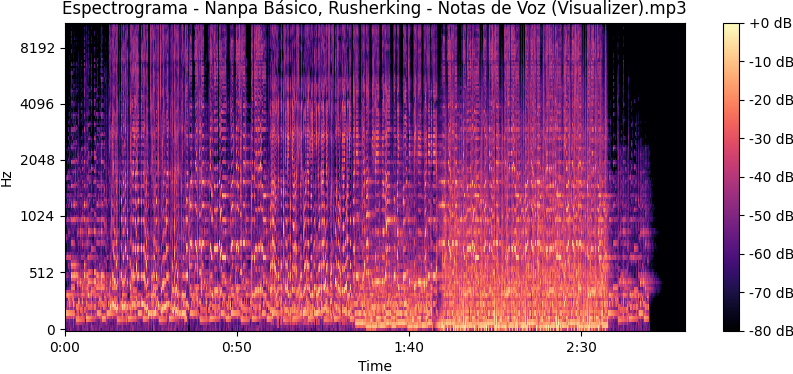 Espectrograma - Nanpa Básico, Rusherking - Notas de Voz (Visualizer).mp3
Hz
8192
4096
2048
1024
512
0
0:00
0:50
1:40
2:30
Time
+0 dB
-10 dB
-20 dB
-30 dB
-40 dB
-50 dB
-60 dB
-70 dB
-80 dB